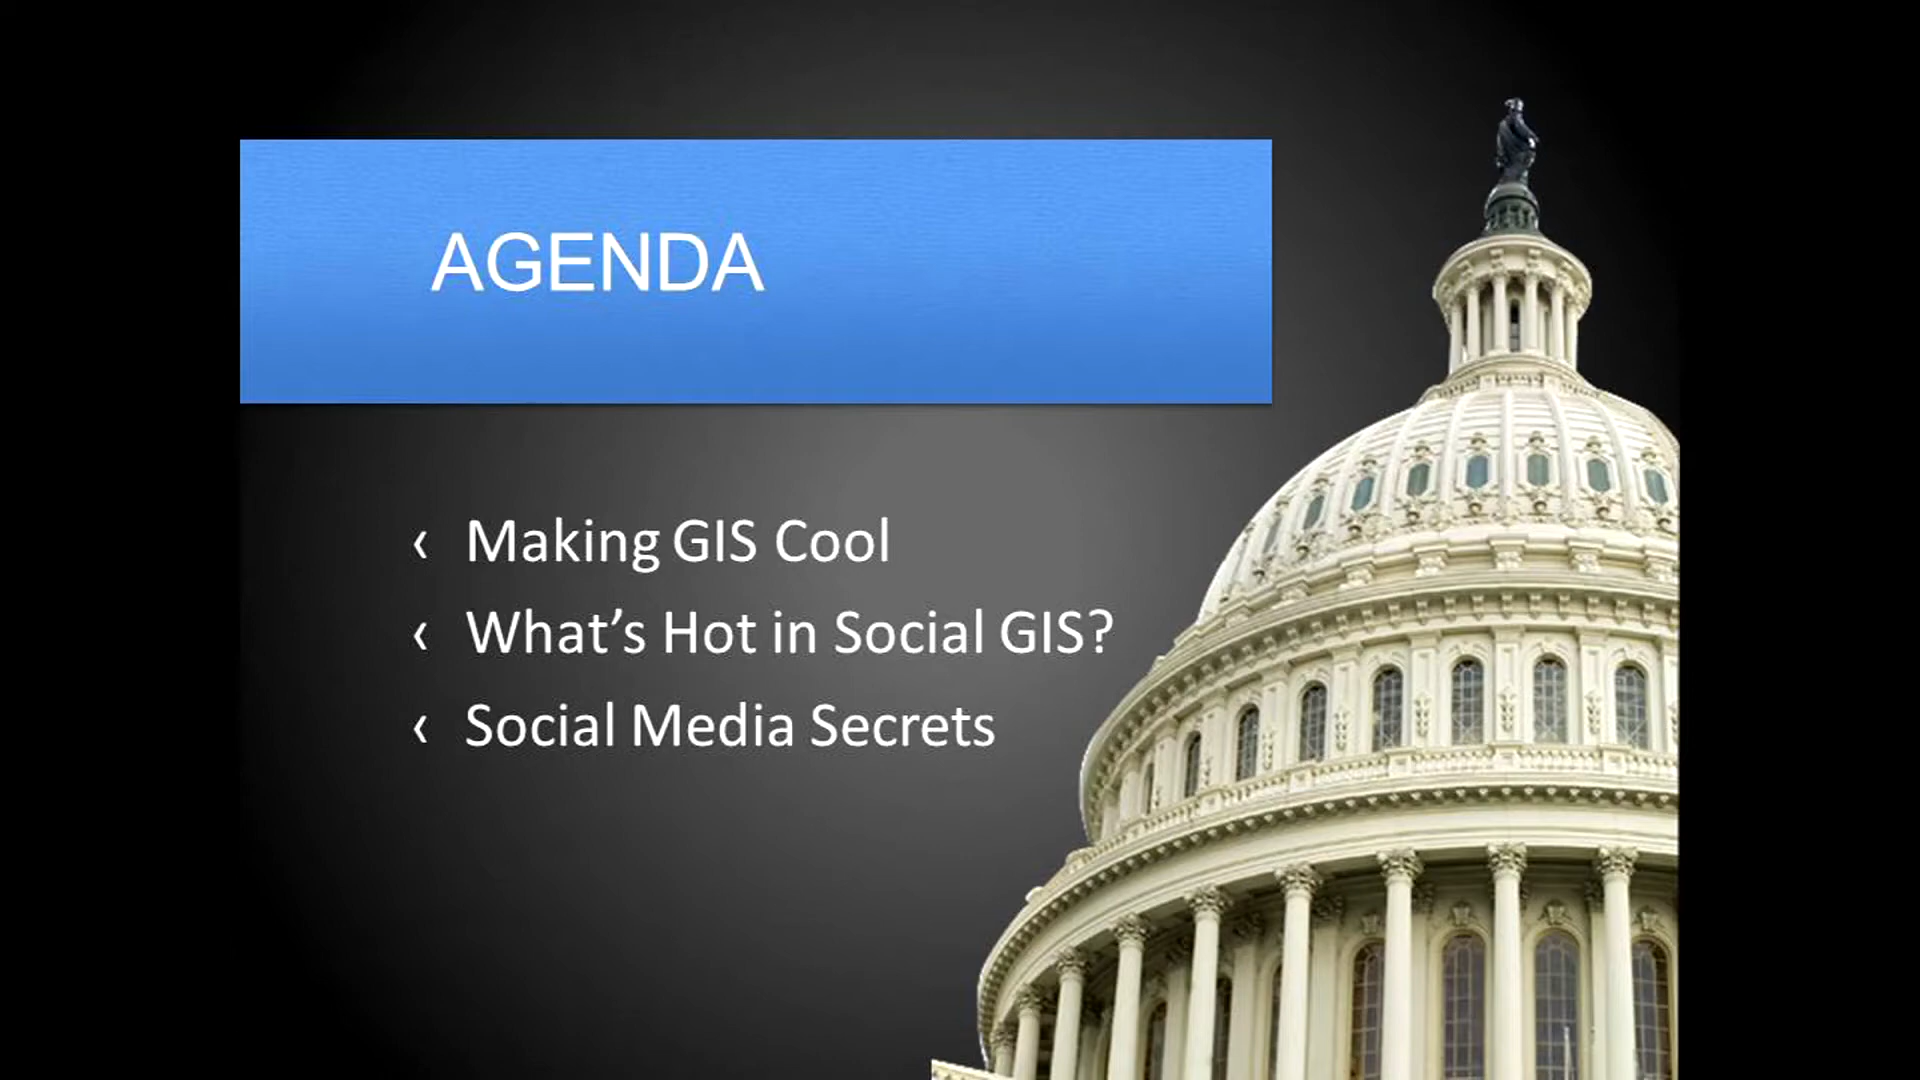 AGENDA
‹ Making GIS Cool
‹ What’s Hot in Social GIS?
‹ Social Media Secrets